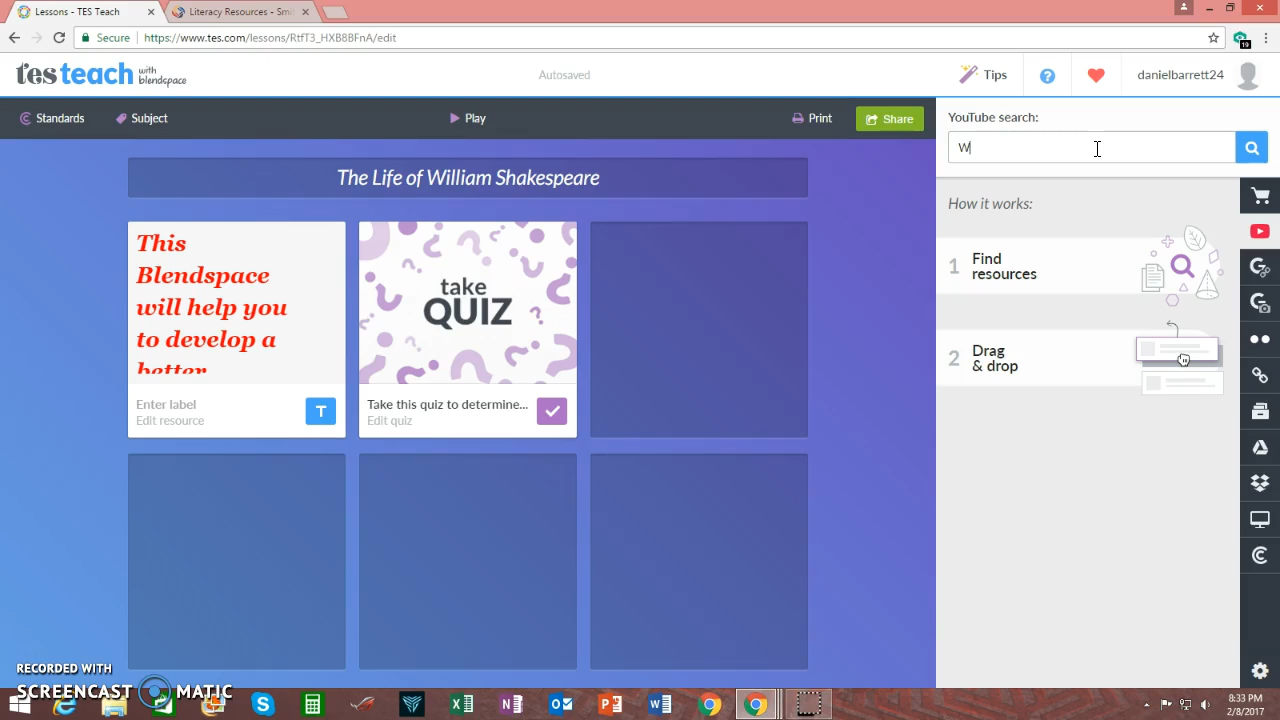 Lessons - TES Teach
Literacy Resources - Smit
Secure
https://www.tes.com/lessons/RtfT3_HXB8BFnA/edit
19
tes teach with blendspace
Autosaved
Tips
?
danielbarrett24
Standards
Subject
Play
Print
Share
YouTube search:
W
The Life of William Shakespeare
How it works:
This
Blendspace
will help you
to develop a
better
take
QUIZ
1 Find
resources
2 Drag
& drop
Enter label
Edit resource
T
Take this quiz to determine...
Edit quiz
RECORDED WITH
SCREENCAST MATIC
8:33 PM
2/8/2017